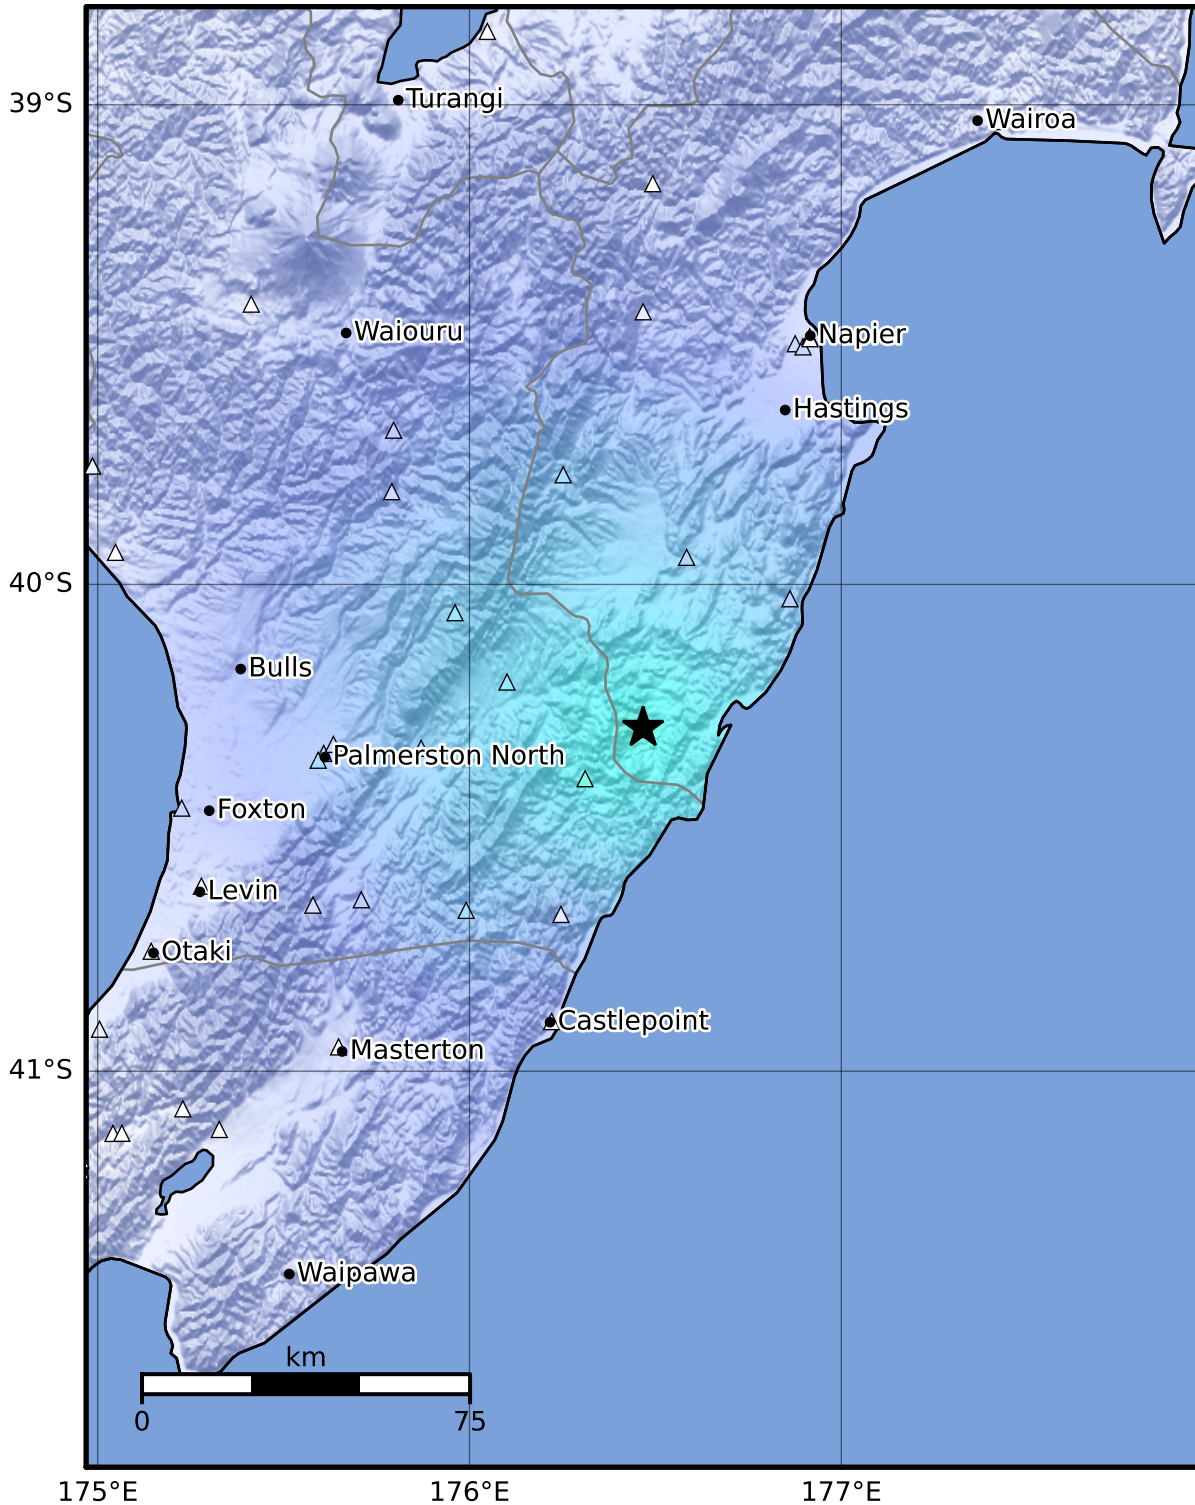 39°S
Turangi
Wairoa
Waiouru
Napier
Hastings
40°S
Bulls
Palmerston North
Foxton
Levin
Otaki
Castlepoint
Masterton
41°S
Waipawa
km
0 75
175°E 176°E 177°E